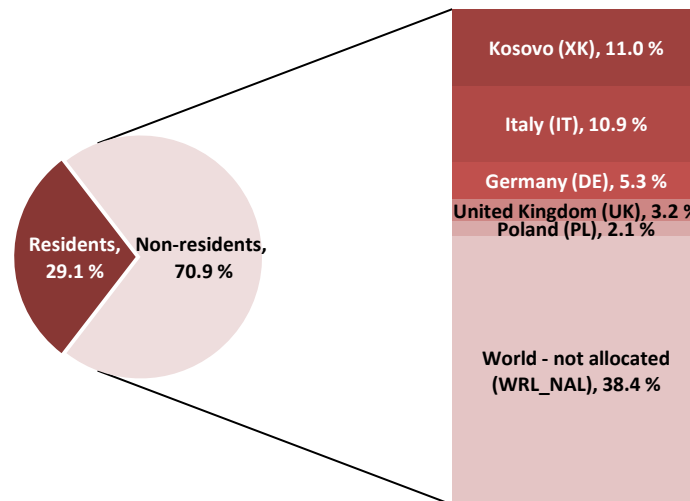 Residents,
29.1 %
Non-residents,
70.9 %
Kosovo (XK), 11.0 %
Italy (IT), 10.9 %
Germany (DE), 5.3 %
United Kingdom (UK), 3.2 %
Poland (PL), 2.1 %
World - not allocated
(WRL_NAL), 38.4 %